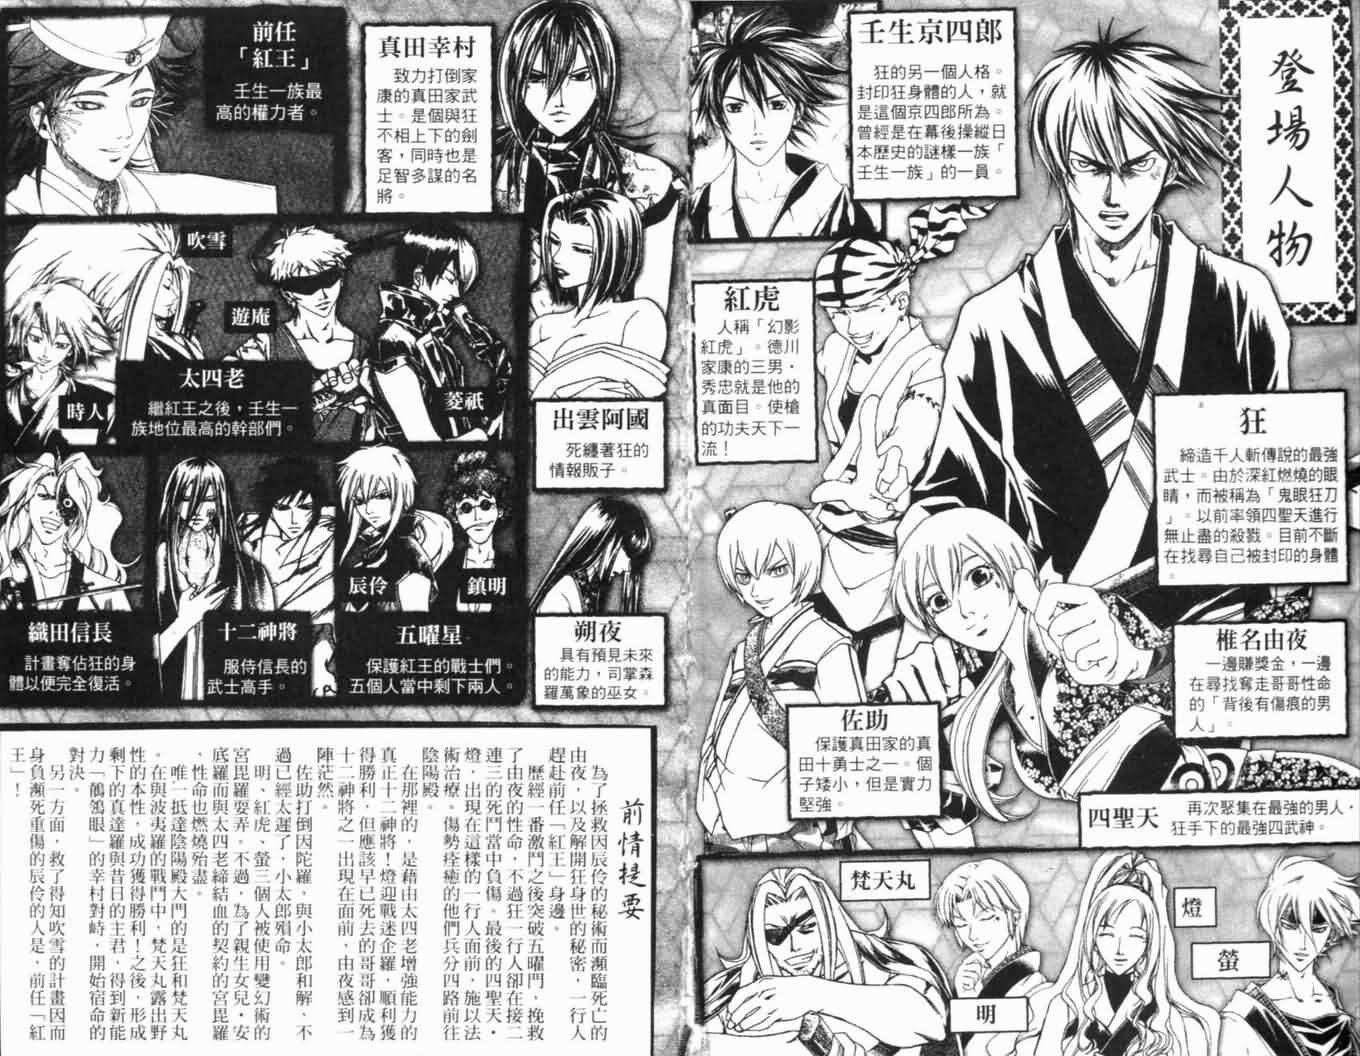 登場人物
壬生京四郎
狂的另一個人格。
封印狂身體的人，就
是這個京四郎所為。
曾經是在幕後操縱日
本歷史的謎樣一族「
壬生一族」的一員。
狂
締造千人斬傳說的最強
武士。由於深紅燃燒的眼
睛，而被稱為「鬼眼狂刀
」。以前率領四聖天進行
無止盡的殺戮。目前不斷
在找尋自己被封印的身體
。
紅虎
人稱「幻影
紅虎」。德川
家康的三男・
秀忠就是他的
真面目。使槍
的功夫天下一
流！
椎名由夜
一邊賺獎金，一邊
在尋找奪走哥哥性命
的「背後有傷痕的男
人」。
佐助
保護真田家的真
田十勇士之一。個
子矮小，但是實力
堅強。
四聖天
再次聚集在最強的男人・
狂手下的最強四武神。
梵天丸
明
燈
螢
真田幸村
致力打倒家
康的真田家武
士。是個與狂
不相上下的劍
客，同時也是
足智多謀的名
將。
前任
「紅王」
壬生一族最
高的權力者。
出雲阿國
死纏著狂的
情報販子。
吹雪
遊庵
時人
菱祇
太四老
繼紅王之後，壬生一
族地位最高的幹部們。
織田信長
計畫奪佔狂的身
體以便完全復活。
十二神將
服侍信長的
武士高手。
辰伶
鎮明
五曜星
保護紅王的戰士們。
五個人當中剩下兩人。
朔夜
具有預見未來
的能力，司掌森
羅萬象的巫女。
前情提要
為了拯救因辰伶的秘術而瀕臨死亡的
由夜，以及解開狂身世的秘密，一行人
趕赴前任「紅王」身邊。
歷經一番激鬥之後突破五曜門，挽救
了由夜的性命，不過狂一行人卻在接二
連三的死鬥當中負傷。最後的四聖天・
燈，出現在這樣的一行人面前，施以法
術治療。傷勢痊癒的他們兵分四路前往
陰陽殿。
在那裡的，是藉由太四老增強能力的
真正十二神將！燈迎戰迷企羅，順利獲
得勝利，但應該早已死去的哥哥卻成為
十二神將之一出現在面前，由夜感到一
陣茫然。
佐助打倒因陀羅，與小太郎和解、不
過已經太遲了，小太郎殞命。
明、紅虎、螢三個人被使用變幻術的
宮毘羅耍弄。不過，為了親生女兒・安
底羅而與太四老締結血的契約的宮毘羅
，性命也燃燒殆盡。
唯一抵達陰陽殿大門的是狂和梵天丸
。在與波夷羅的戰鬥中，梵天丸露出野
性的本性，成功獲得勝利！之後，形成
剩下的真達羅與昔日的主君，得到新能
力「鶺鴒眼」的幸村對峙，開始宿命的
對決。
另一方面，救了得知吹雪的計畫因而
身負瀕死重傷的辰伶的人是，前任「紅
王」！